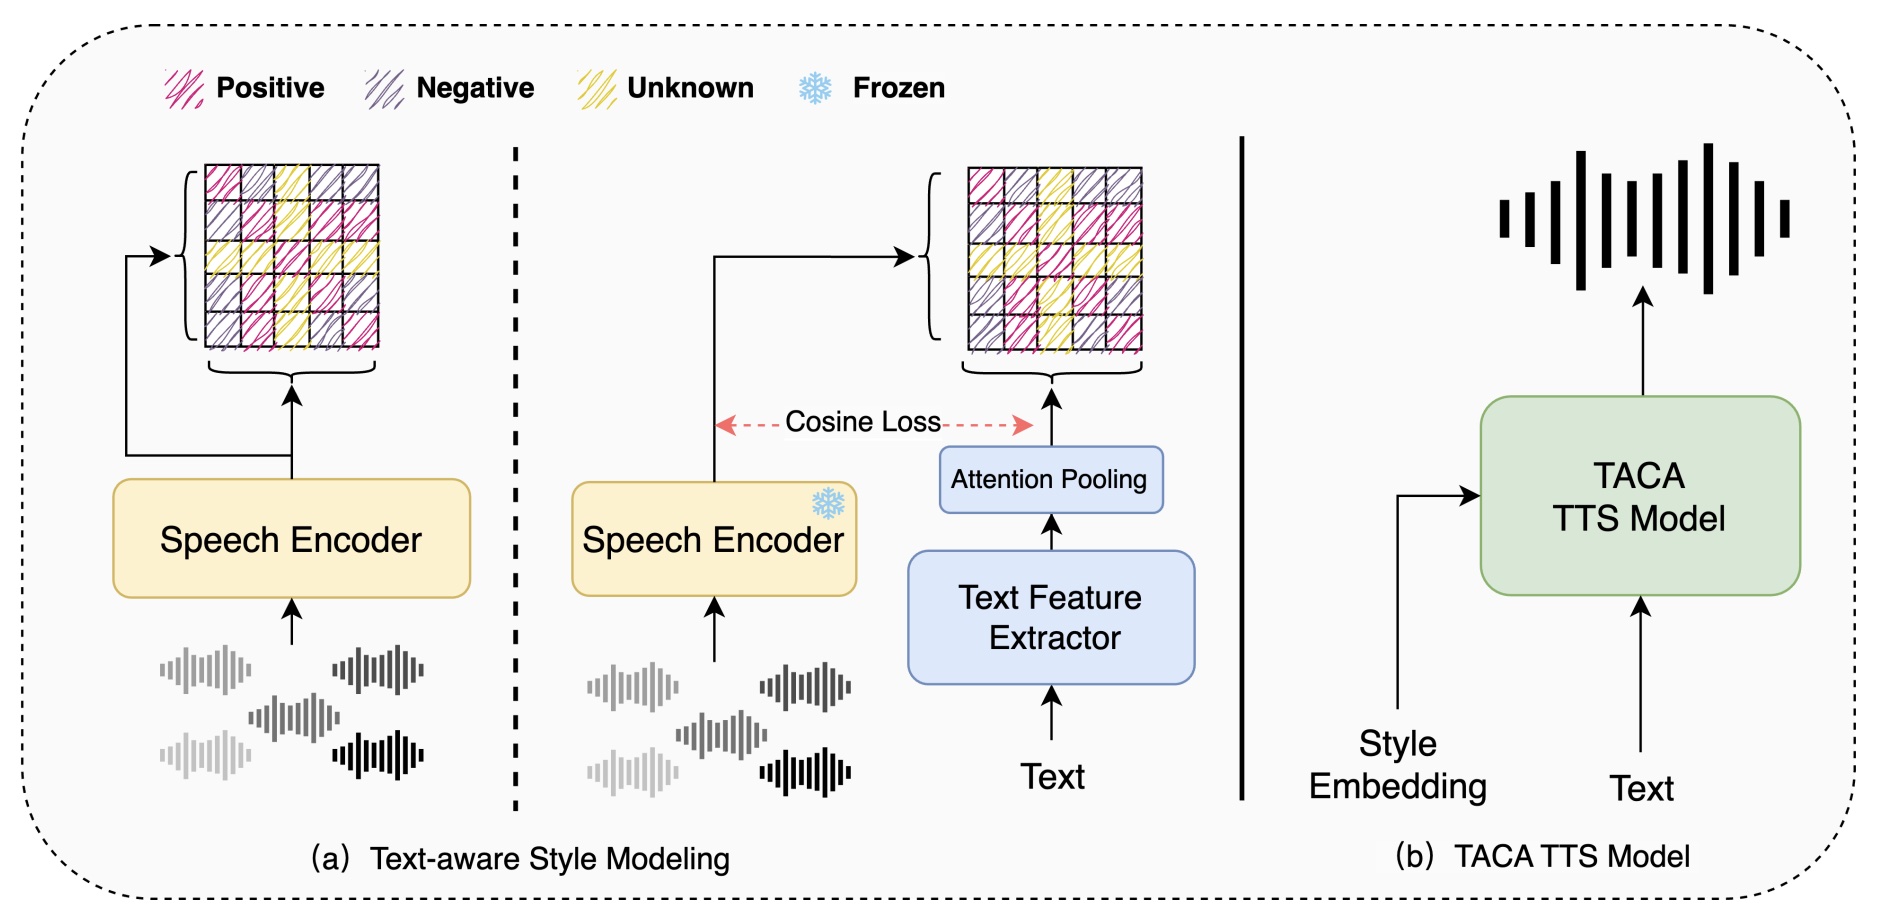 Positive
Negative
Unknown
Frozen
Cosine Loss
Attention Pooling
Speech Encoder
Speech Encoder
Text Feature
Extractor
Text
TACA
TTS Model
Style
Embedding
Text
(a) Text-aware Style Modeling
(b) TACA TTS Model